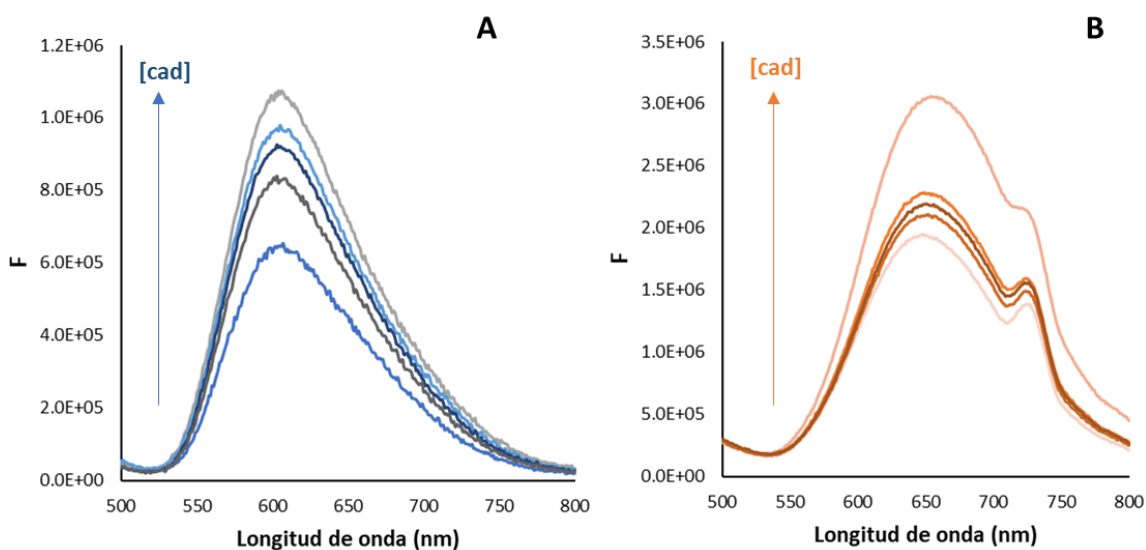 A
[cad]
F
1.2E+06
1.0E+06
8.0E+05
6.0E+05
4.0E+05
2.0E+05
0.0E+00
500 550 600 650 700 750 800
Longitud de onda (nm)
B
[cad]
F
3.5E+06
3.0E+06
2.5E+06
2.0E+06
1.5E+06
1.0E+06
5.0E+05
0.0E+00
500 550 600 650 700 750 800
Longitud de onda (nm)